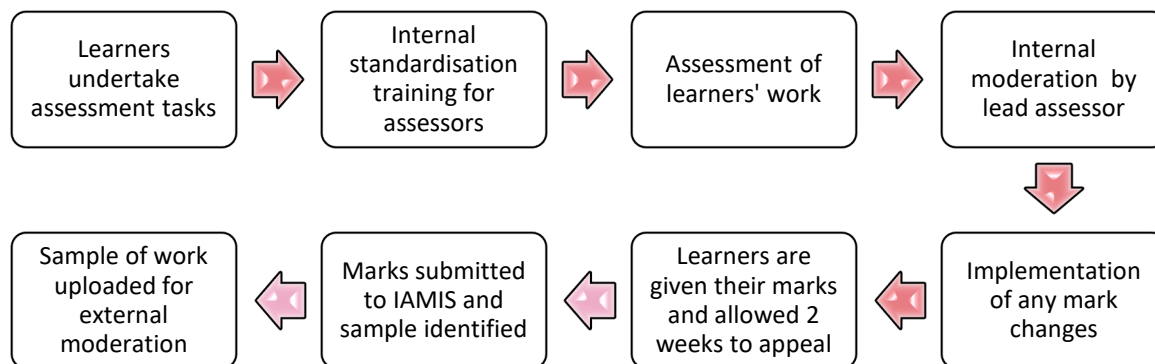 Learners
undertake
assessment tasks
Internal
standardisation
training for
assessors
Assessment of
learners' work
Internal
moderation by
lead assessor
Implementation
of any mark
changes
Learners are
given their marks
and allowed 2
weeks to appeal
Marks submitted
to IAMIS and
sample identified
Sample of work
uploaded for
external
moderation